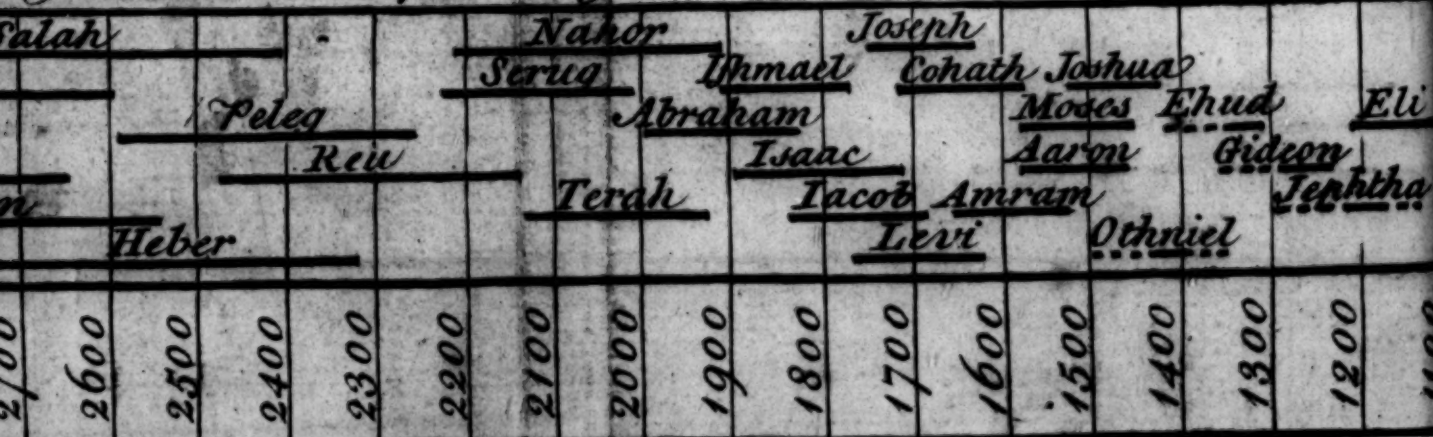 Salah Nahor Joseph
Serug Ishmael Cohath Joshua
Peleg Abraham Moses Ehud Eli
Reu Isaac Aaron Gideon
Terah Iacob Amram Jephtha
Heber Levi Othniel
2600 2500 2400 2300 2200 2100 2000 1900 1800 1700 1600 1500 1400 1300 1200